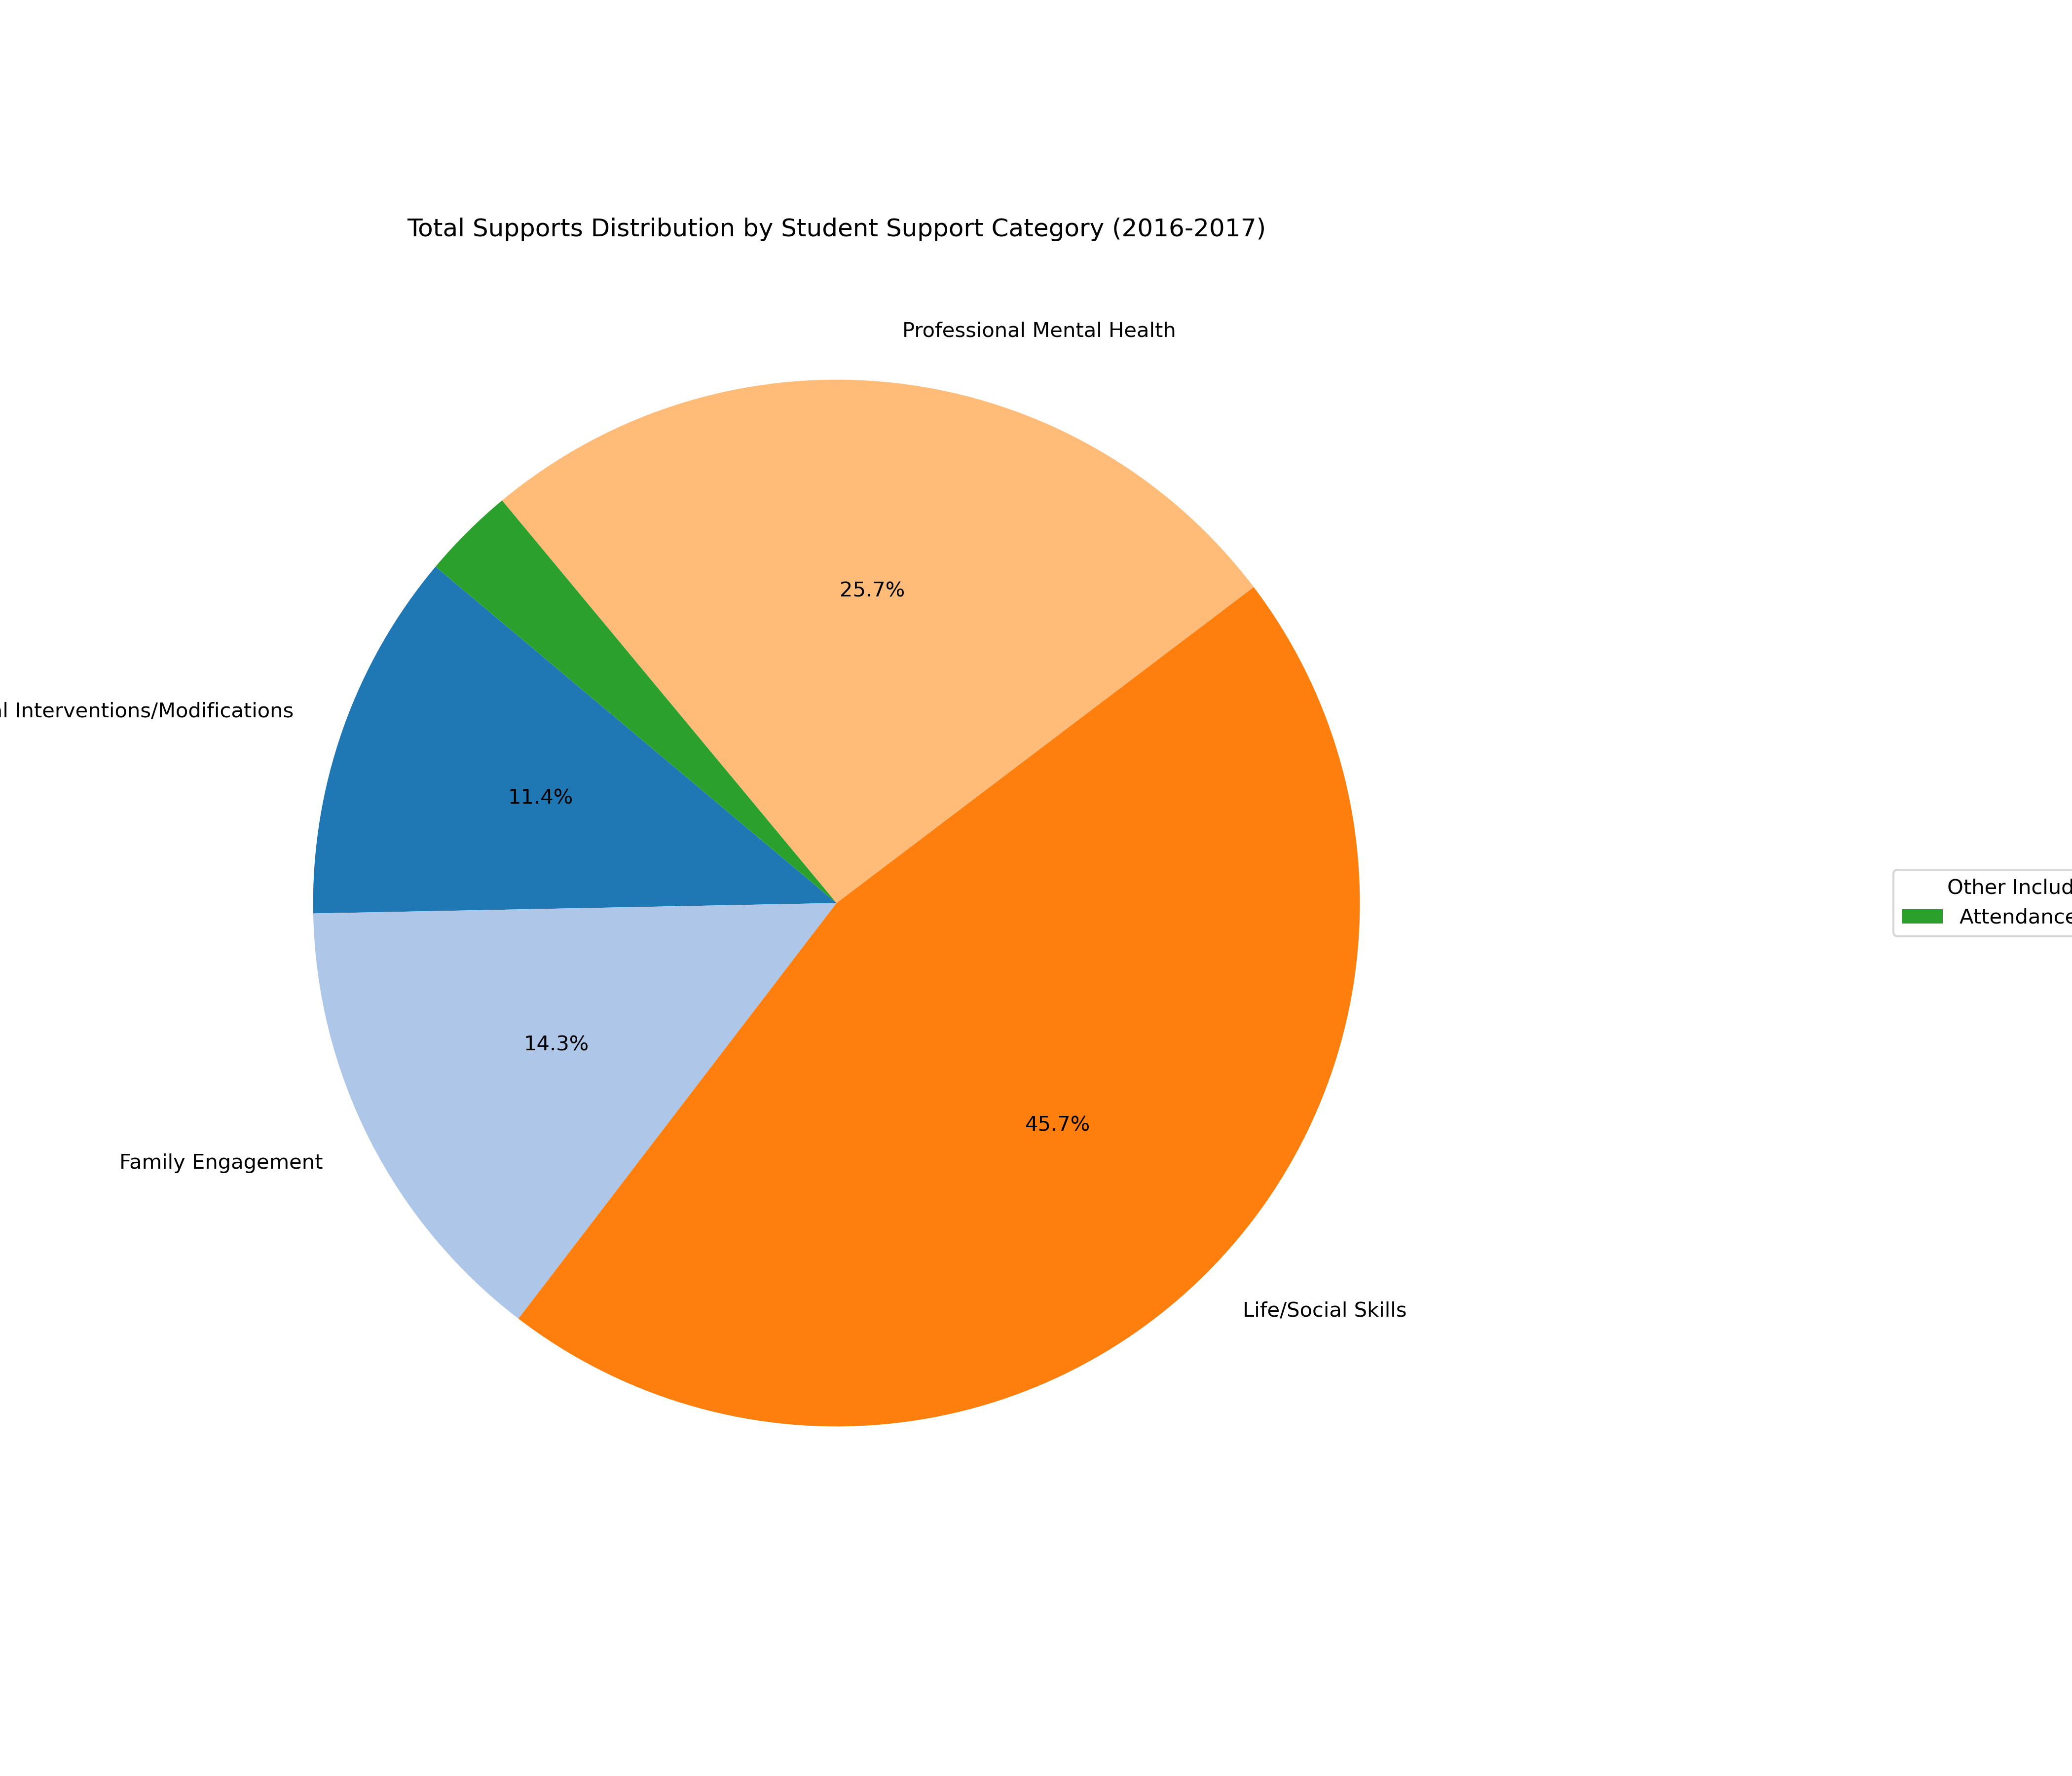 Total Supports Distribution by Student Support Category (2016-2017)
Professional Mental Health
25.7%
Interventions/Modifications
11.4%
Other
Attendance
14.3%
45.7%
Family Engagement
Life/Social Skills